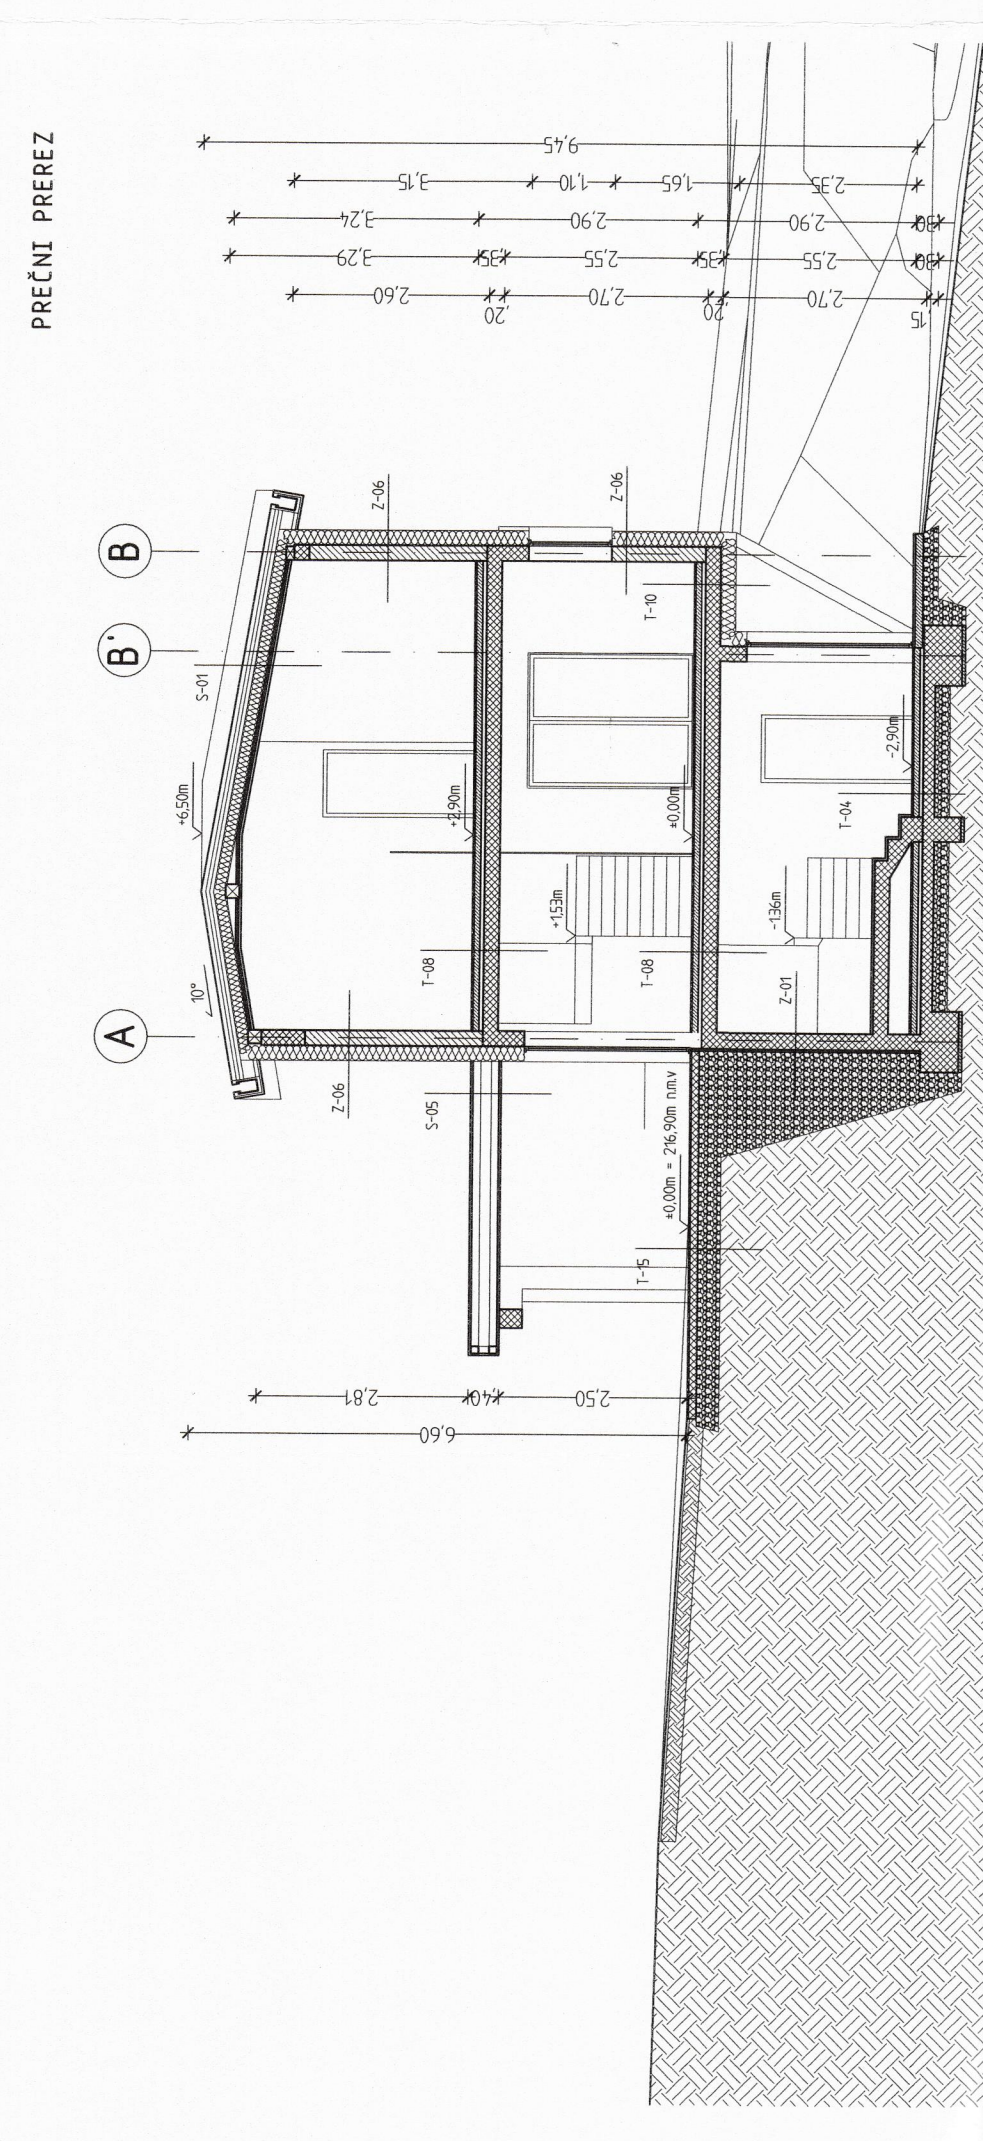 PREČNI PREREZ
9,45
3,15 1,10 1,65 2,35
3,24 2,90 2,90 ,30
3,29 ,35 2,55 ,35 2,55 ,30
2,60 ,20 2,70 ,20 2,70 ,15
B
B'
A
Z-06
Z-06
T-10
S-01
+6,50m
+2,90m
±0,00m
-2,90m
T-04
+1,53m
-1,36m
10°
T-08
T-08
Z-01
Z-06
S-05
±0,00m = 216,90m n.m.v
T-15
2,81 ,40 2,50
6,60